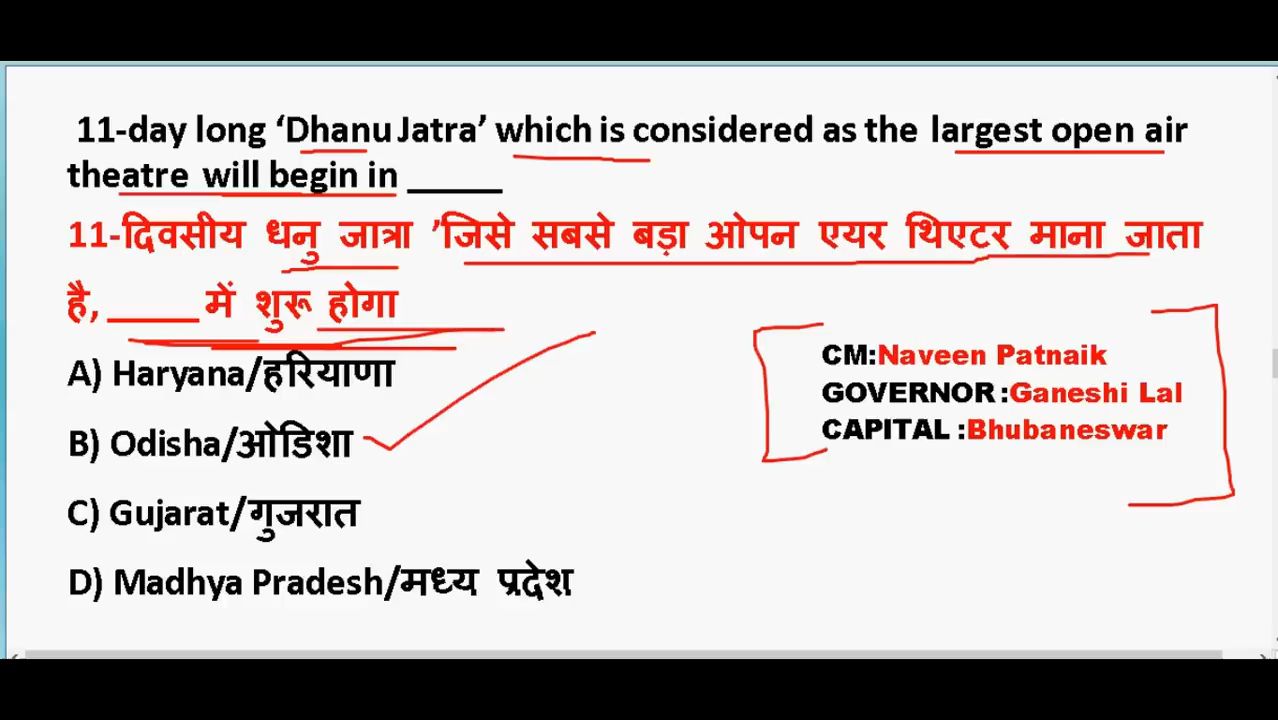 11-day long ‘Dhanu Jatra’ which is considered as the largest open air
theatre will begin in _____
11-दिवसीय धनु जात्रा ’जिसे सबसे बड़ा ओपन एयर थिएटर माना जाता
है, _____ में शुरू होगा
A) Haryana/हरियाणा
B) Odisha/ओडिशा
C) Gujarat/गुजरात
D) Madhya Pradesh/मध्य प्रदेश
CM:Naveen Patnaik
GOVERNOR :Ganeshi Lal
CAPITAL :Bhubaneswar